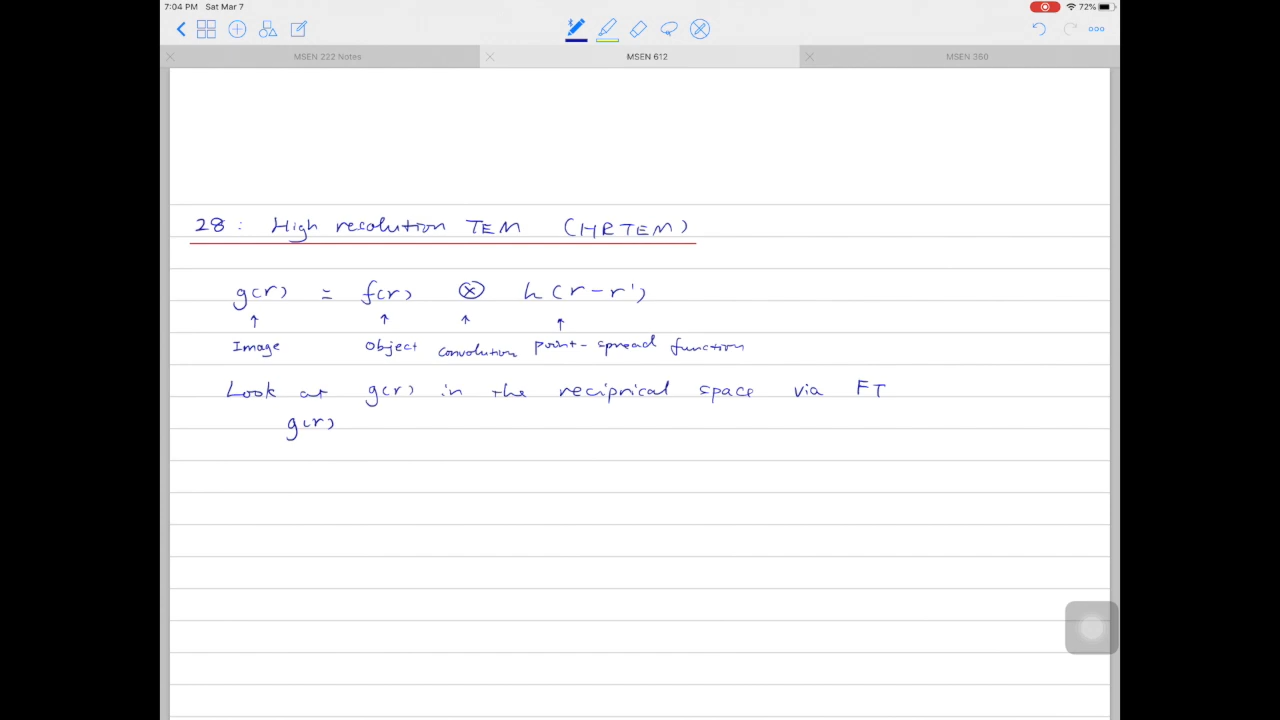 7:04 PM Sat Mar 7 72%
MSEN 222 Notes MSEN 612 MSEN 360
28: High resolution TEM (HRTEM)
g(r) = f(r) ⊗ h(r-r')
↑ ↑ ↑ ↑
Image Object convolution point-spread function
Look at g(r) in the reciprical space via FT
g(r)